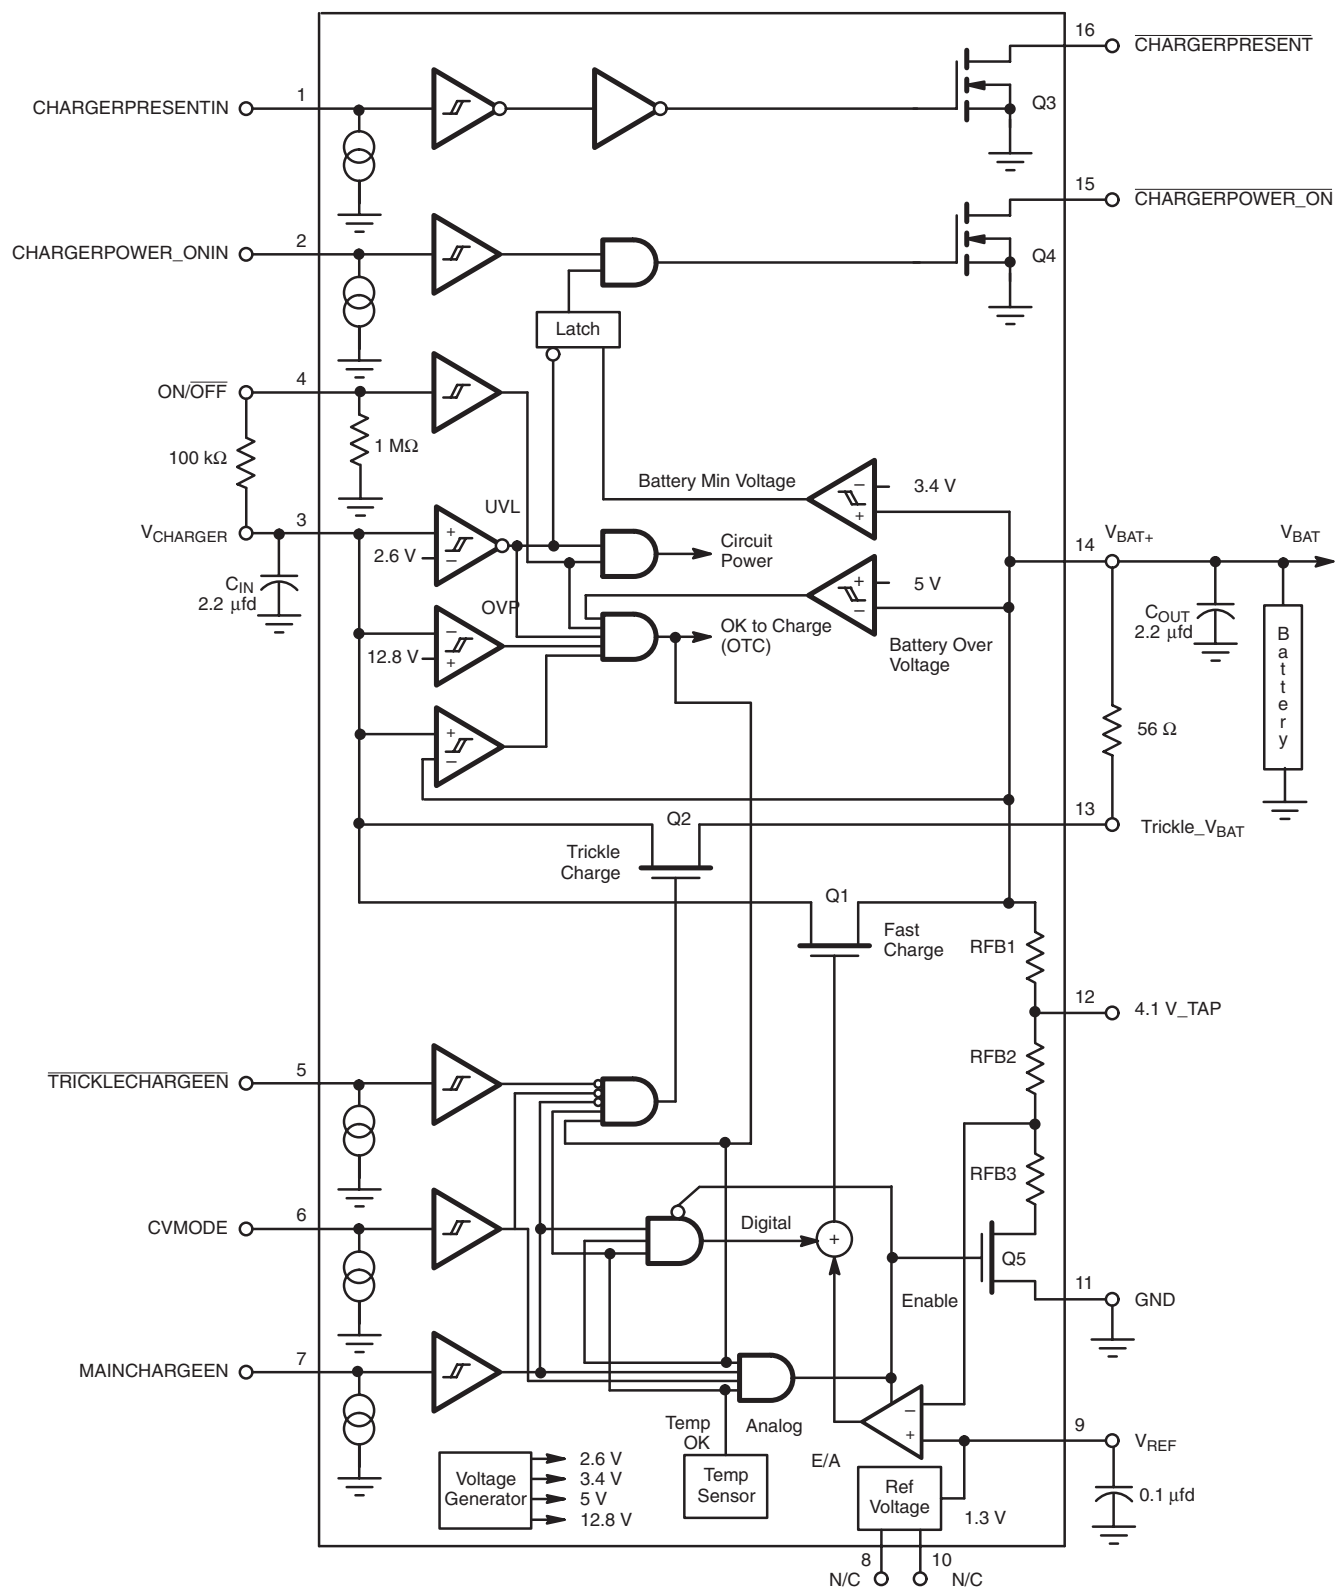 16
CHARGERPRESENT
1
CHARGERPRESENTIN
Q3
15
CHARGERPOWER_ON
2
CHARGERPOWER_ONIN
Q4
Latch
4
ON/OFF
1 MΩ
100 kΩ
Battery Min Voltage
–
3.4 V
+
UVL
3
VCHARGER
+
2.6 V
–
Circuit
Power
14
VBAT+
VBAT
CIN
2.2 μfd
OVP
+
5 V
–
COUT
2.2 μfd
Battery
–
12.8 V
+
OK to Charge
(OTC)
Battery Over
Voltage
+
–
56 Ω
Q2
13
Trickle_VBAT
Trickle
Charge
Q1
Fast
Charge
RFB1
12
4.1 V_TAP
RFB2
5
TRICKLECHARGEEN
RFB3
6
CVMODE
Digital
+
Q5
11
GND
Enable
7
MAINCHARGEEN
Temp
OK
Analog
–
+
E/A
9
VREF
Voltage
Generator
2.6 V
3.4 V
5 V
12.8 V
Temp
Sensor
Ref
Voltage
1.3 V
0.1 μfd
8
10
N/C
N/C